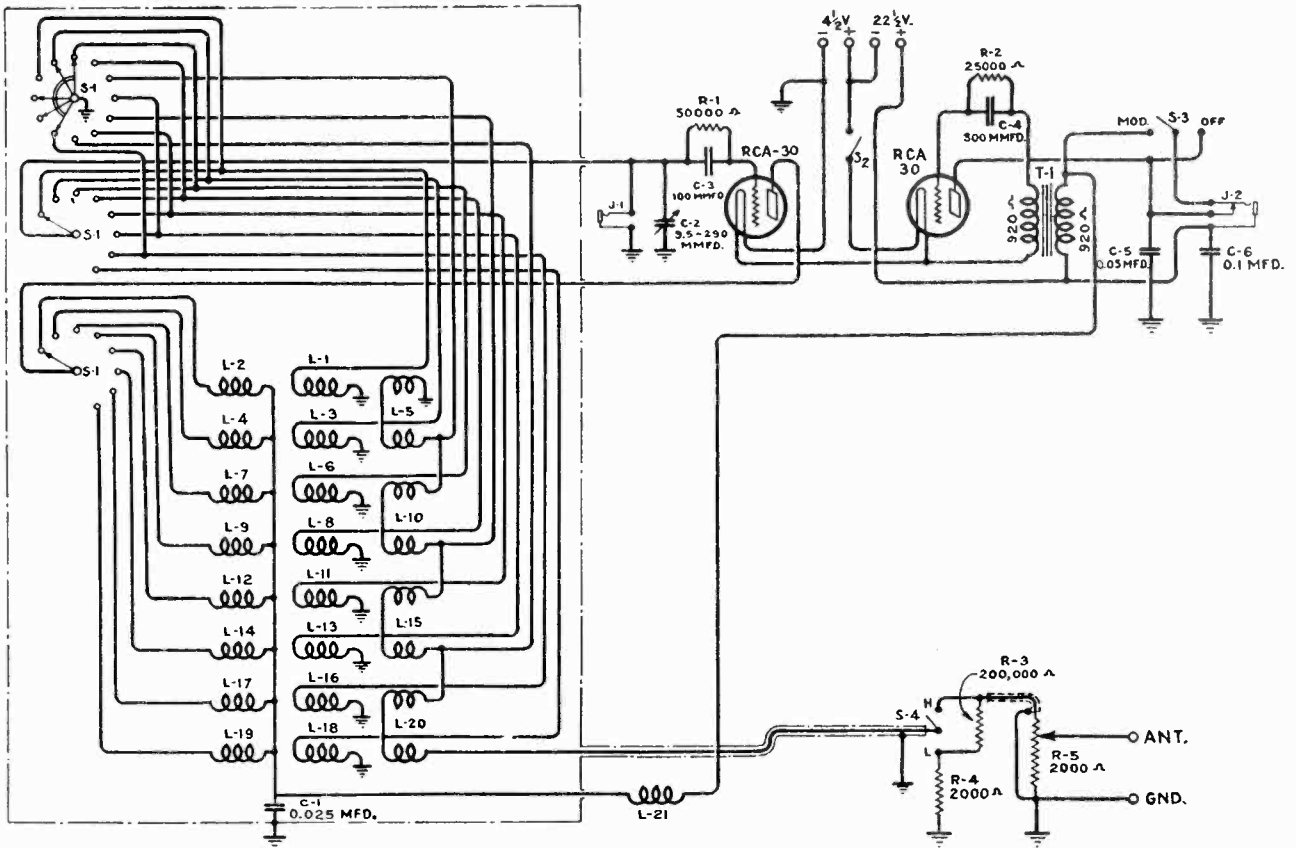 4½V
22½V.
- + - +
S-1
R-1
50000 Ω
C-3
100 MMFD
RCA-30
S2
R-2
25000 Ω
C-4
300 MMFD.
RCA
30
T-1
920 Ω
920 Ω
MOD.
S-3
OFF
J-1
C-2
9.5-290
MMFD.
J-2
C-5
0.05 MFD.
C-6
0.1 MFD.
S-1
S-1
L-2
L-1
L-4
L-3
L-5
L-7
L-6
L-9
L-8
L-10
L-12
L-11
L-14
L-13
L-15
L-17
L-16
L-19
L-18
L-20
C-1
0.025 MFD.
L-21
R-3
200,000 Ω
H
S-4
L
R-4
2000 Ω
R-5
2000 Ω
ANT.
GND.